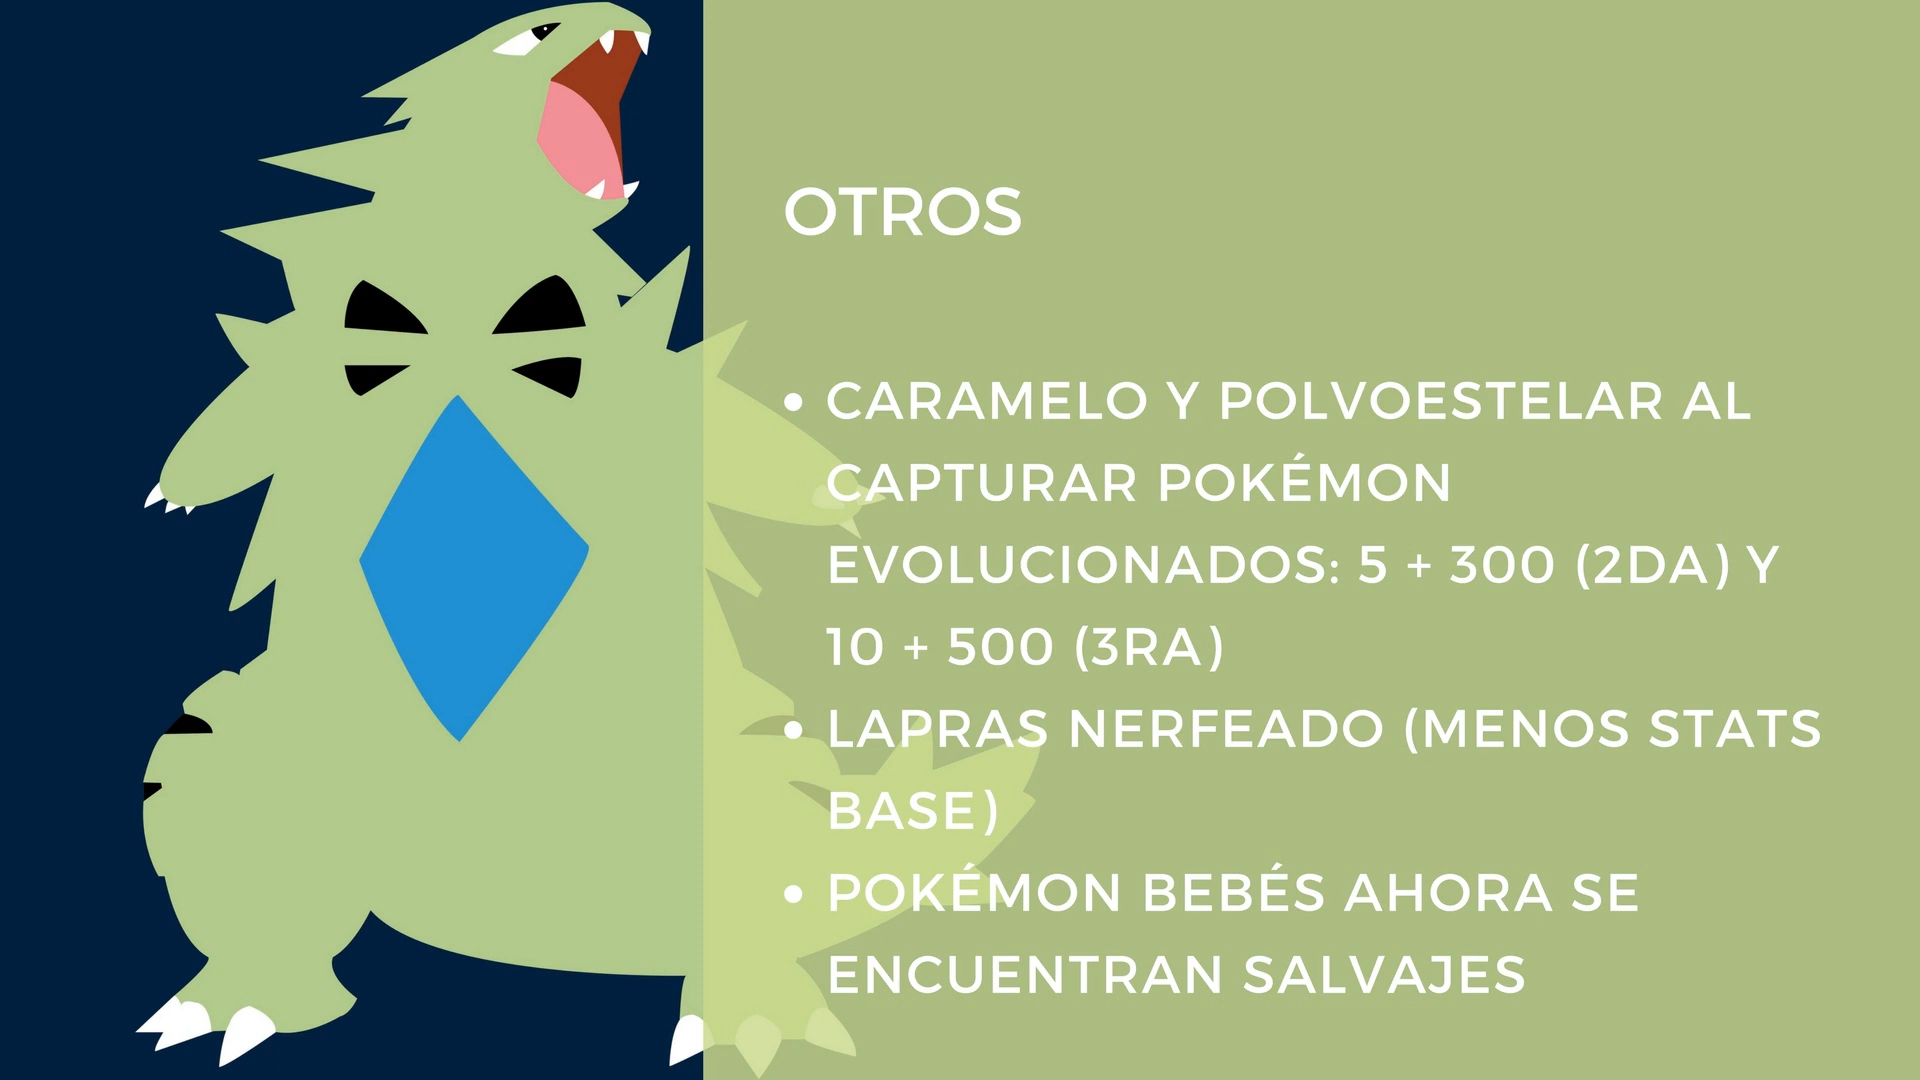 OTROS
• CARAMELO Y POLVOESTELAR AL
CAPTURAR POKÉMON
EVOLUCIONADOS: 5 + 300 (2DA) Y
10 + 500 (3RA)
• LAPRAS NERFEADO (MENOS STATS
BASE)
• POKÉMON BEBÉS AHORA SE
ENCUENTRAN SALVAJES